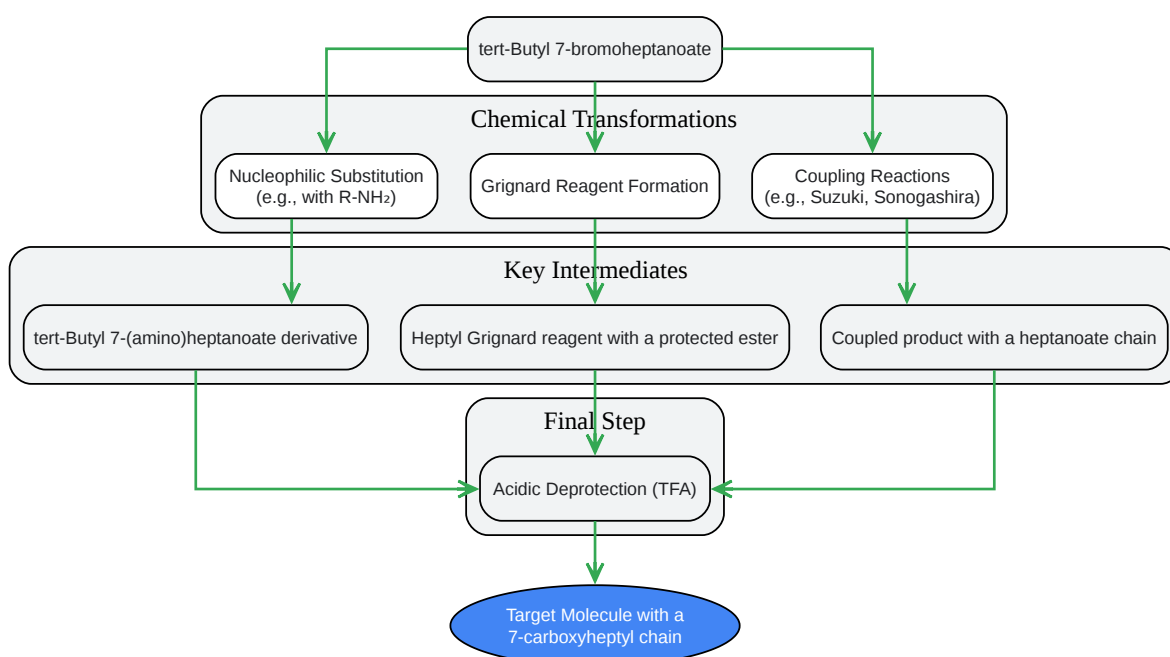 tert-Butyl 7-bromoheptanoate
Chemical Transformations
Nucleophilic Substitution
(e.g., with R-NH₂)
Grignard Reagent Formation
Coupling Reactions
(e.g., Suzuki, Sonogashira)
Key Intermediates
tert-Butyl 7-(amino)heptanoate derivative
Heptyl Grignard reagent with a protected ester
Coupled product with a heptanoate chain
Final Step
Acidic Deprotection (TFA)
Target Molecule with a
7-carboxyheptyl chain